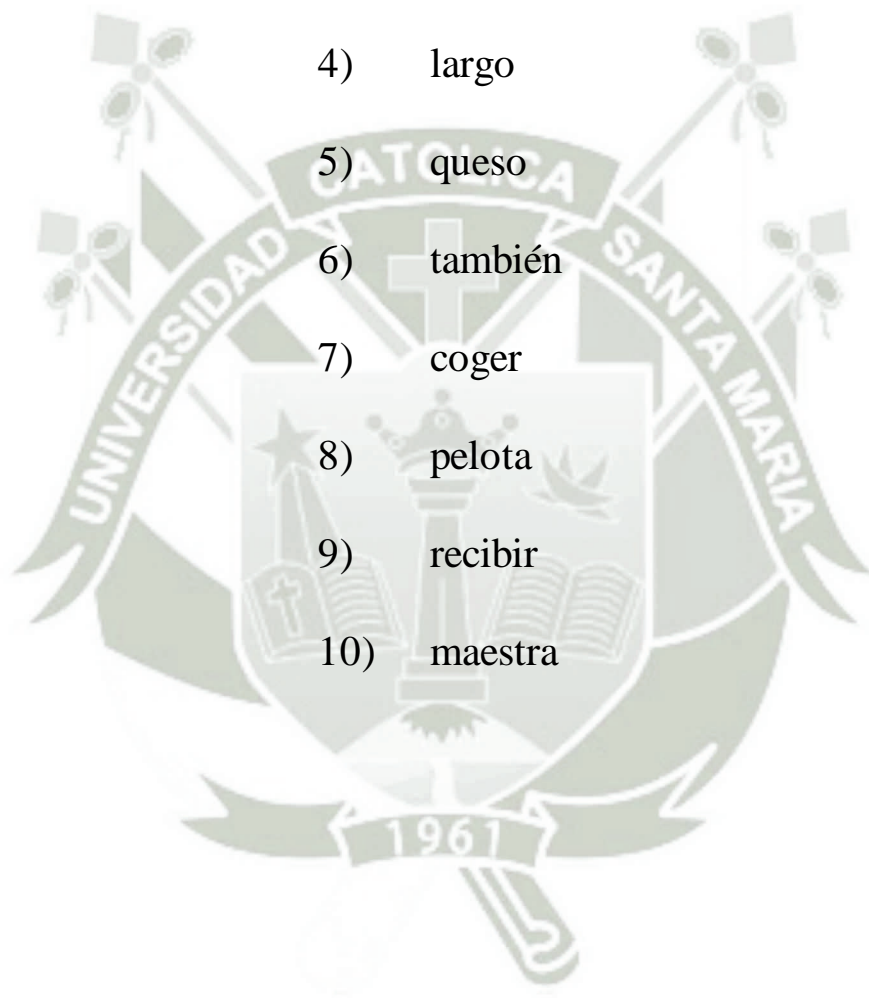 4) largo
5) queso
6) también
7) coger
8) pelota
9) recibir
10) maestra
UNIVERSIDAD CATOLICA SANTA MARIA
1961